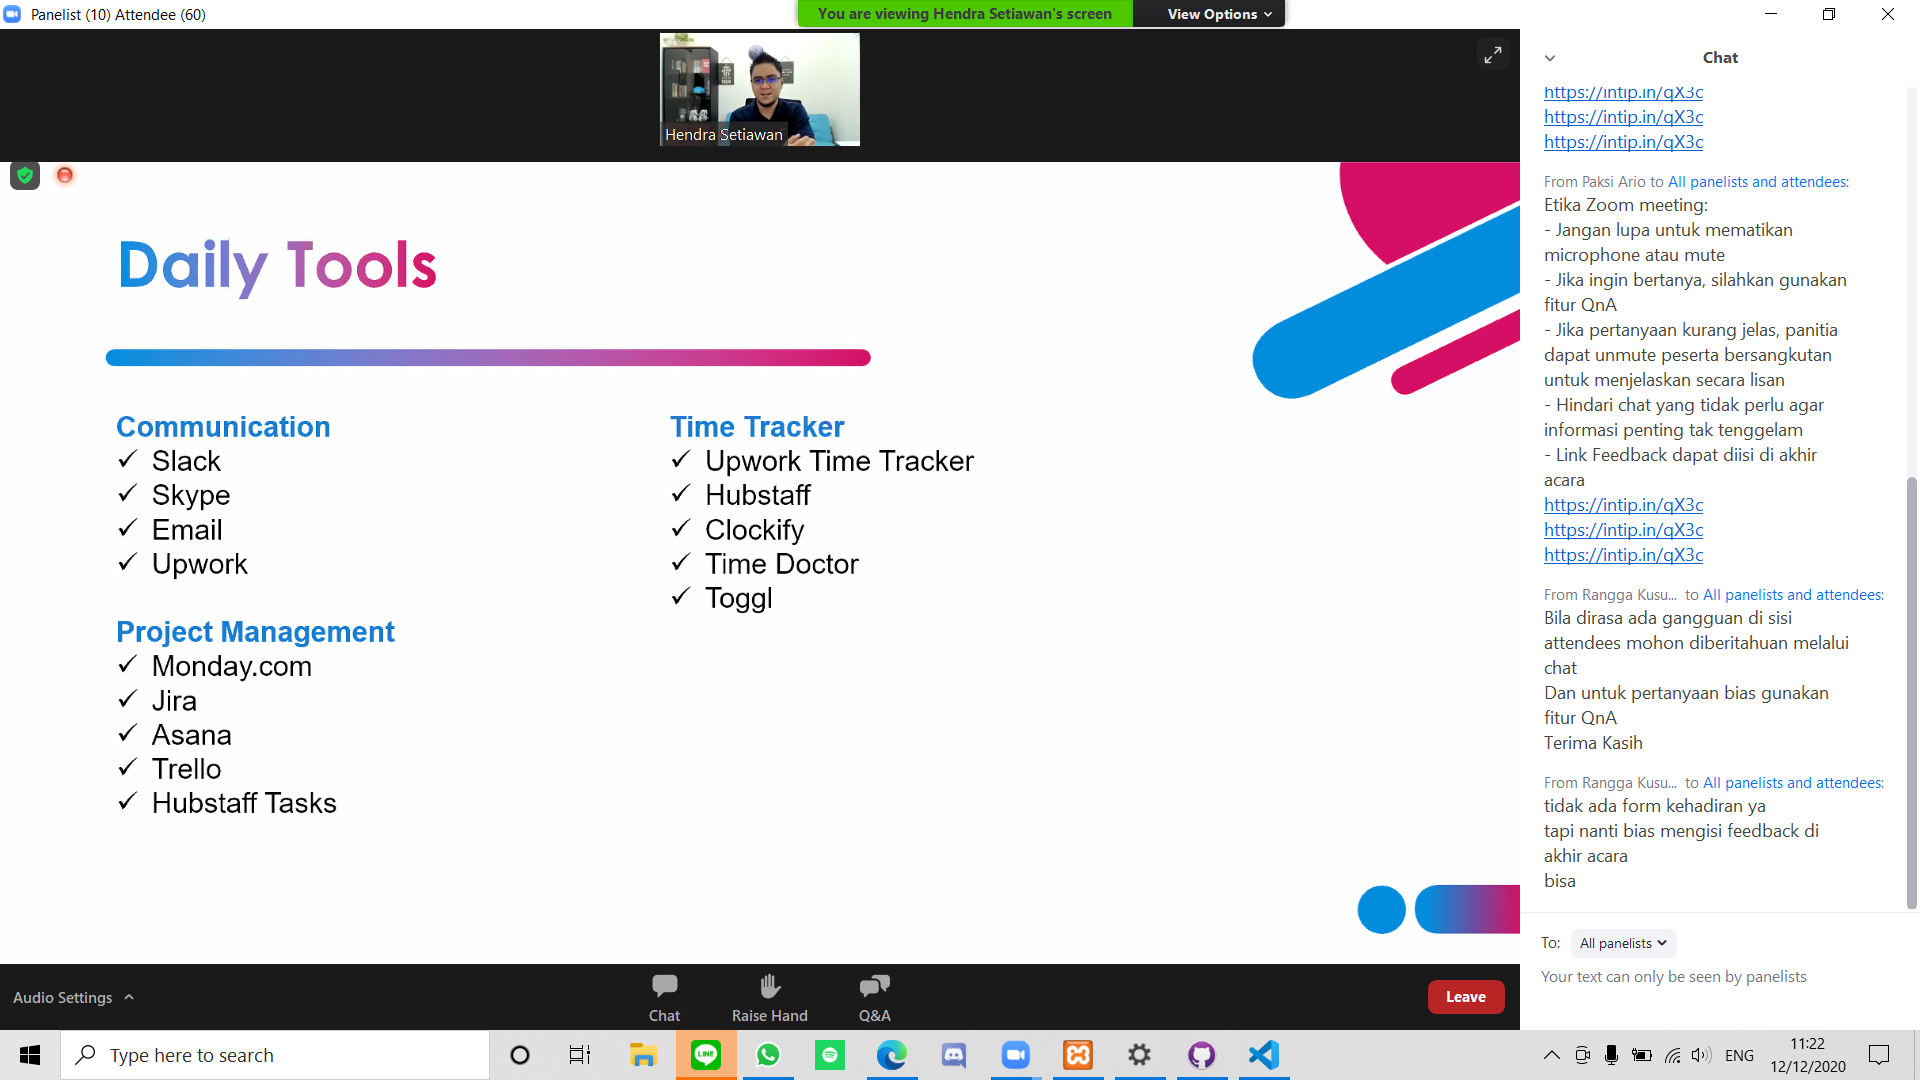 Panelist (10) Attendee (60)
You are viewing Hendra Setiawan's screen
View Options
Hendra Setiawan
Daily Tools
Communication
✓ Slack
✓ Skype
✓ Email
✓ Upwork
Project Management
✓ Monday.com
✓ Jira
✓ Asana
✓ Trello
✓ Hubstaff Tasks
Time Tracker
✓ Upwork Time Tracker
✓ Hubstaff
✓ Clockify
✓ Time Doctor
✓ Toggl
Chat
https://intip.in/qX3c
https://intip.in/qX3c
https://intip.in/qX3c
From Paksi Ario to All panelists and attendees:
Etika Zoom meeting:
- Jangan lupa untuk mematikan
microphone atau mute
- Jika ingin bertanya, silahkan gunakan
fitur QnA
- Jika pertanyaan kurang jelas, panitia
dapat unmute peserta bersangkutan
untuk menjelaskan secara lisan
- Hindari chat yang tidak perlu agar
informasi penting tak tenggelam
- Link Feedback dapat diisi di akhir
acara
https://intip.in/qX3c
https://intip.in/qX3c
https://intip.in/qX3c
From Rangga Kusu... to All panelists and attendees:
Bila dirasa ada gangguan di sisi
attendees mohon diberitahuan melalui
chat
Dan untuk pertanyaan bias gunakan
fitur QnA
Terima Kasih
From Rangga Kusu... to All panelists and attendees:
tidak ada form kehadiran ya
tapi nanti bias mengisi feedback di
akhir acara
bisa
To: All panelists
Your text can only be seen by panelists
Audio Settings
Chat
Raise Hand
Q&A
Leave
Type here to search
LINE
ENG
11:22
12/12/2020